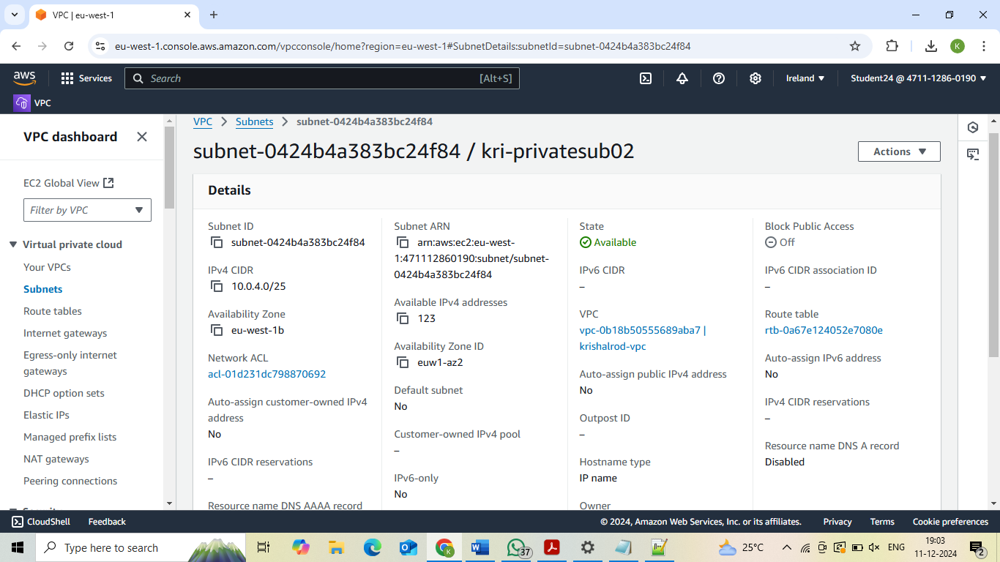 VPC | eu-west-1
eu-west-1.console.aws.amazon.com/vpcconsole/home?region=eu-west-1#SubnetDetails:subnetId=subnet-0424b4a383bc24f84
K
aws
Services
Search
[Alt+S]
Ireland
Student24 @ 4711-1286-0190
VPC
VPC dashboard
EC2 Global View
Filter by VPC
Virtual private cloud
Your VPCs
Subnets
Route tables
Internet gateways
Egress-only internet
gateways
DHCP option sets
Elastic IPs
Managed prefix lists
NAT gateways
Peering connections
VPC
Subnets
subnet-0424b4a383bc24f84
subnet-0424b4a383bc24f84 / kri-privatesub02
Actions
Details
Subnet ID
subnet-0424b4a383bc24f84
IPv4 CIDR
10.0.4.0/25
Availability Zone
eu-west-1b
Network ACL
acl-01d231dc798870692
Auto-assign customer-owned IPv4
address
No
IPv6 CIDR reservations
–
Resource name DNS AAAA record
Subnet ARN
arn:aws:ec2:eu-west-
1:471112860190:subnet/subnet-
0424b4a383bc24f84
Available IPv4 addresses
123
Availability Zone ID
euw1-az2
Default subnet
No
Customer-owned IPv4 pool
–
IPv6-only
No
State
Available
IPv6 CIDR
–
VPC
vpc-0b18b50555689aba7 |
krishalrod-vpc
Auto-assign public IPv4 address
No
Outpost ID
–
Hostname type
IP name
Owner
Block Public Access
Off
IPv6 CIDR association ID
–
Route table
rtb-0a67e124052e7080e
Auto-assign IPv6 address
No
IPv4 CIDR reservations
–
Resource name DNS A record
Disabled
CloudShell
Feedback
© 2024, Amazon Web Services, Inc. or its affiliates.
Privacy
Terms
Cookie preferences
Type here to search
37
25°C
ENG
19:03
11-12-2024
2